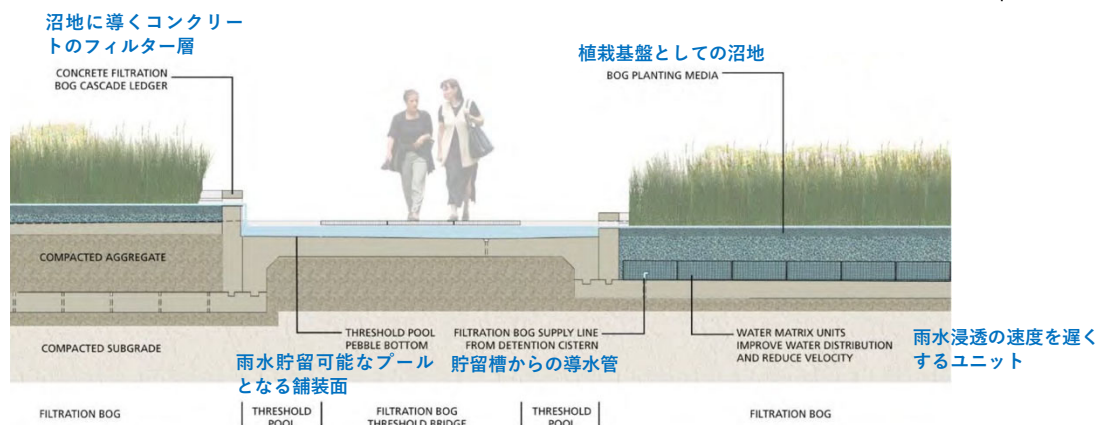 沼地に導くコンクリー
トのフィルター層
CONCRETE FILTRATION
BOG CASCADE LEDGER
植栽基盤としての沼地
BOG PLANTING MEDIA
COMPACTED AGGREGATE
COMPACTED SUBGRADE
THRESHOLD POOL
PEBBLE BOTTOM
雨水貯留可能なプール
となる舗装面
FILTRATION BOG SUPPLY LINE
FROM DETENTION CISTERN
貯留槽からの導水管
WATER MATRIX UNITS
IMPROVE WATER DISTRIBUTION
AND REDUCE VELOCITY
雨水浸透の速度を遅く
するユニット
FILTRATION BOG
THRESHOLD
POOL
FILTRATION BOG
THRESHOLD BRIDGE
THRESHOLD
POOL
FILTRATION BOG